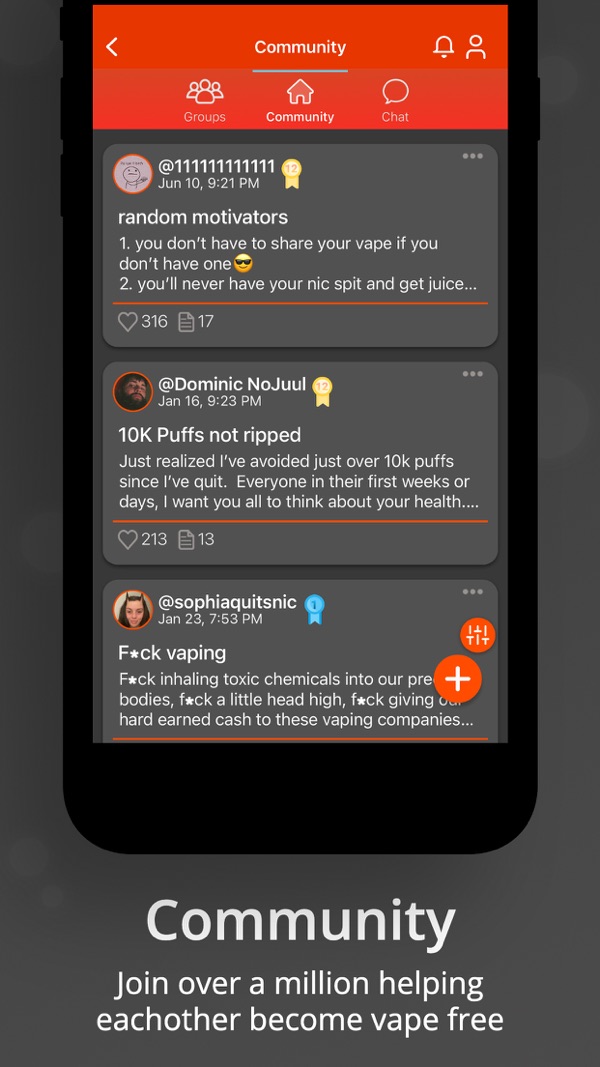 Community
Groups
Community
Chat
@111111111111 12
Jun 10, 9:21 PM
random motivators
1. you don’t have to share your vape if you
don’t have one😎
2. you’ll never have your nic spit and get juice...
316 17
@Dominic NoJuul 12
Jan 16, 9:23 PM
10K Puffs not ripped
Just realized I’ve avoided just over 10k puffs
since I’ve quit.  Everyone in their first weeks or
days, I want you all to think about your health....
213 13
@sophiaquitsnic 1
Jan 23, 7:53 PM
F*ck vaping
F*ck inhaling toxic chemicals into our pre
bodies, f*ck a little head high, f*ck giving our
hard earned cash to these vaping companies...
Community
Join over a million helping
eachother become vape free